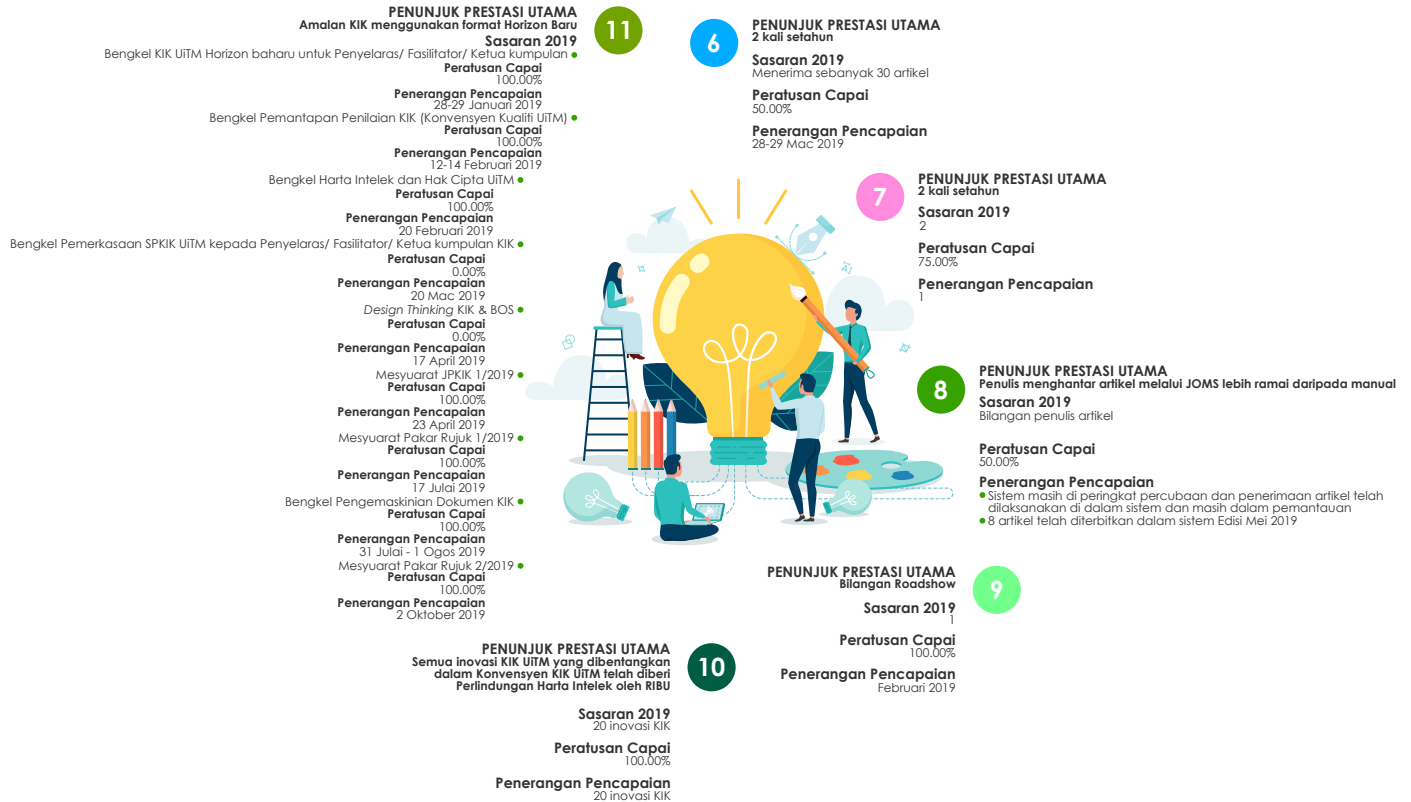 11
PENUNJUK PRESTASI UTAMA
Amalan KIK menggunakan format Horizon Baru
Sasaran 2019
Bengkel KIK UiTM Horizon baharu untuk Penyelaras/ Fasilitator/ Ketua kumpulan
Peratusan Capai
100.00%
Penerangan Pencapaian
28-29 Januari 2019
Bengkel Pemantapan Penilaian KIK (Konvensyen Kualiti UiTM)
Peratusan Capai
100.00%
Penerangan Pencapaian
12-14 Februari 2019
Bengkel Harta Intelek dan Hak Cipta UiTM
Peratusan Capai
100.00%
Penerangan Pencapaian
20 Februari 2019
Bengkel Pemerkasaan SPKIK UiTM kepada Penyelaras/ Fasilitator/ Ketua kumpulan KIK
Peratusan Capai
0.00%
Penerangan Pencapaian
20 Mac 2019
Design Thinking KIK & BOS
Peratusan Capai
0.00%
Penerangan Pencapaian
17 April 2019
Mesyuarat JPKIK 1/2019
Peratusan Capai
100.00%
Penerangan Pencapaian
23 April 2019
Mesyuarat Pakar Rujuk 1/2019
Peratusan Capai
100.00%
Penerangan Pencapaian
17 Julai 2019
Bengkel Pengemaskinian Dokumen KIK
Peratusan Capai
100.00%
Penerangan Pencapaian
31 Julai - 1 Ogos 2019
Mesyuarat Pakar Rujuk 2/2019
Peratusan Capai
100.00%
Penerangan Pencapaian
2 Oktober 2019
6
PENUNJUK PRESTASI UTAMA
2 kali setahun
Sasaran 2019
Menerima sebanyak 30 artikel
Peratusan Capai
50.00%
Penerangan Pencapaian
28-29 Mac 2019
7
PENUNJUK PRESTASI UTAMA
2 kali setahun
Sasaran 2019
2
Peratusan Capai
75.00%
Penerangan Pencapaian
1
Ai
8
PENUNJUK PRESTASI UTAMA
Penulis menghantar artikel melalui JOMS lebih ramai daripada manual
Sasaran 2019
Bilangan penulis artikel
Peratusan Capai
50.00%
Penerangan Pencapaian
Sistem masih di peringkat percubaan dan penerimaan artikel telah
dilaksanakan di dalam sistem dan masih dalam pemantauan
8 artikel telah diterbitkan dalam sistem Edisi Mei 2019
9
PENUNJUK PRESTASI UTAMA
Bilangan Roadshow
Sasaran 2019
1
Peratusan Capai
100.00%
Penerangan Pencapaian
Februari 2019
10
PENUNJUK PRESTASI UTAMA
Semua inovasi KIK UiTM yang dibentangkan
dalam Konvensyen KIK UiTM telah diberi
Perlindungan Harta Intelek oleh RIBU
Sasaran 2019
20 inovasi KIK
Peratusan Capai
100.00%
Penerangan Pencapaian
20 inovasi KIK